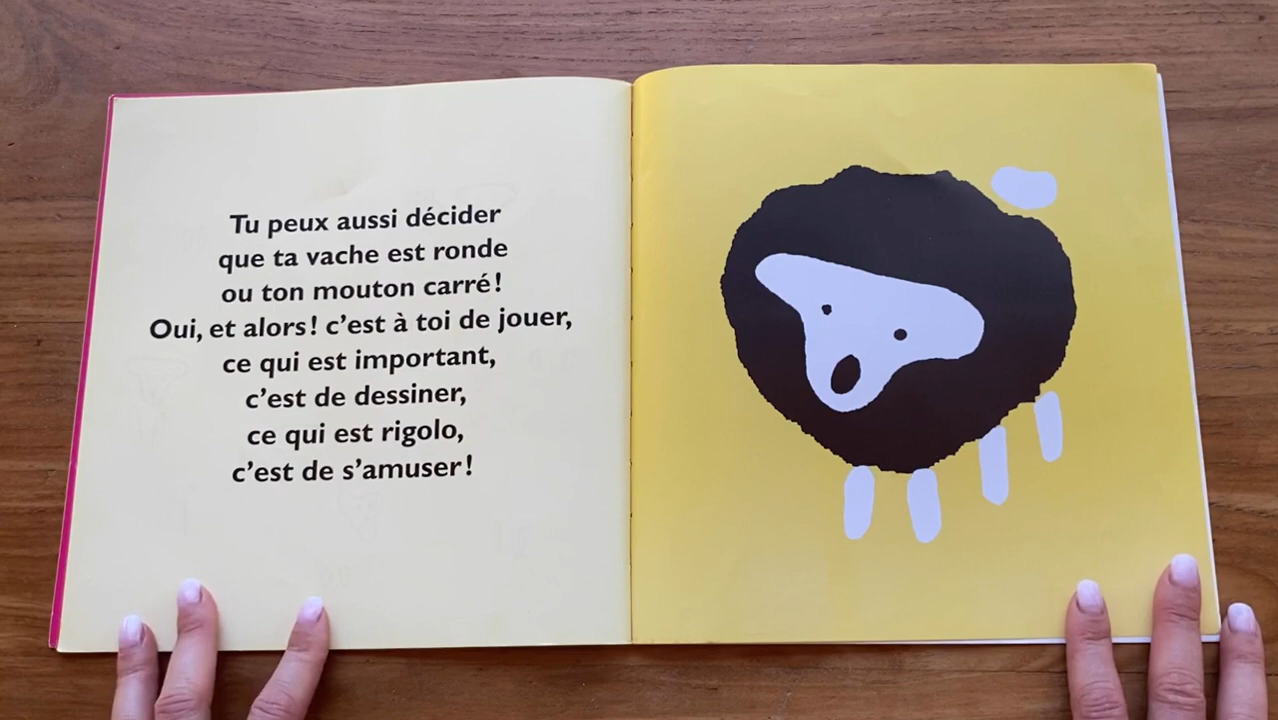 Tu peux aussi décider
que ta vache est ronde
ou ton mouton carré !
Oui, et alors ! c’est à toi de jouer,
ce qui est important,
c’est de dessiner,
ce qui est rigolo,
c’est de s’amuser !